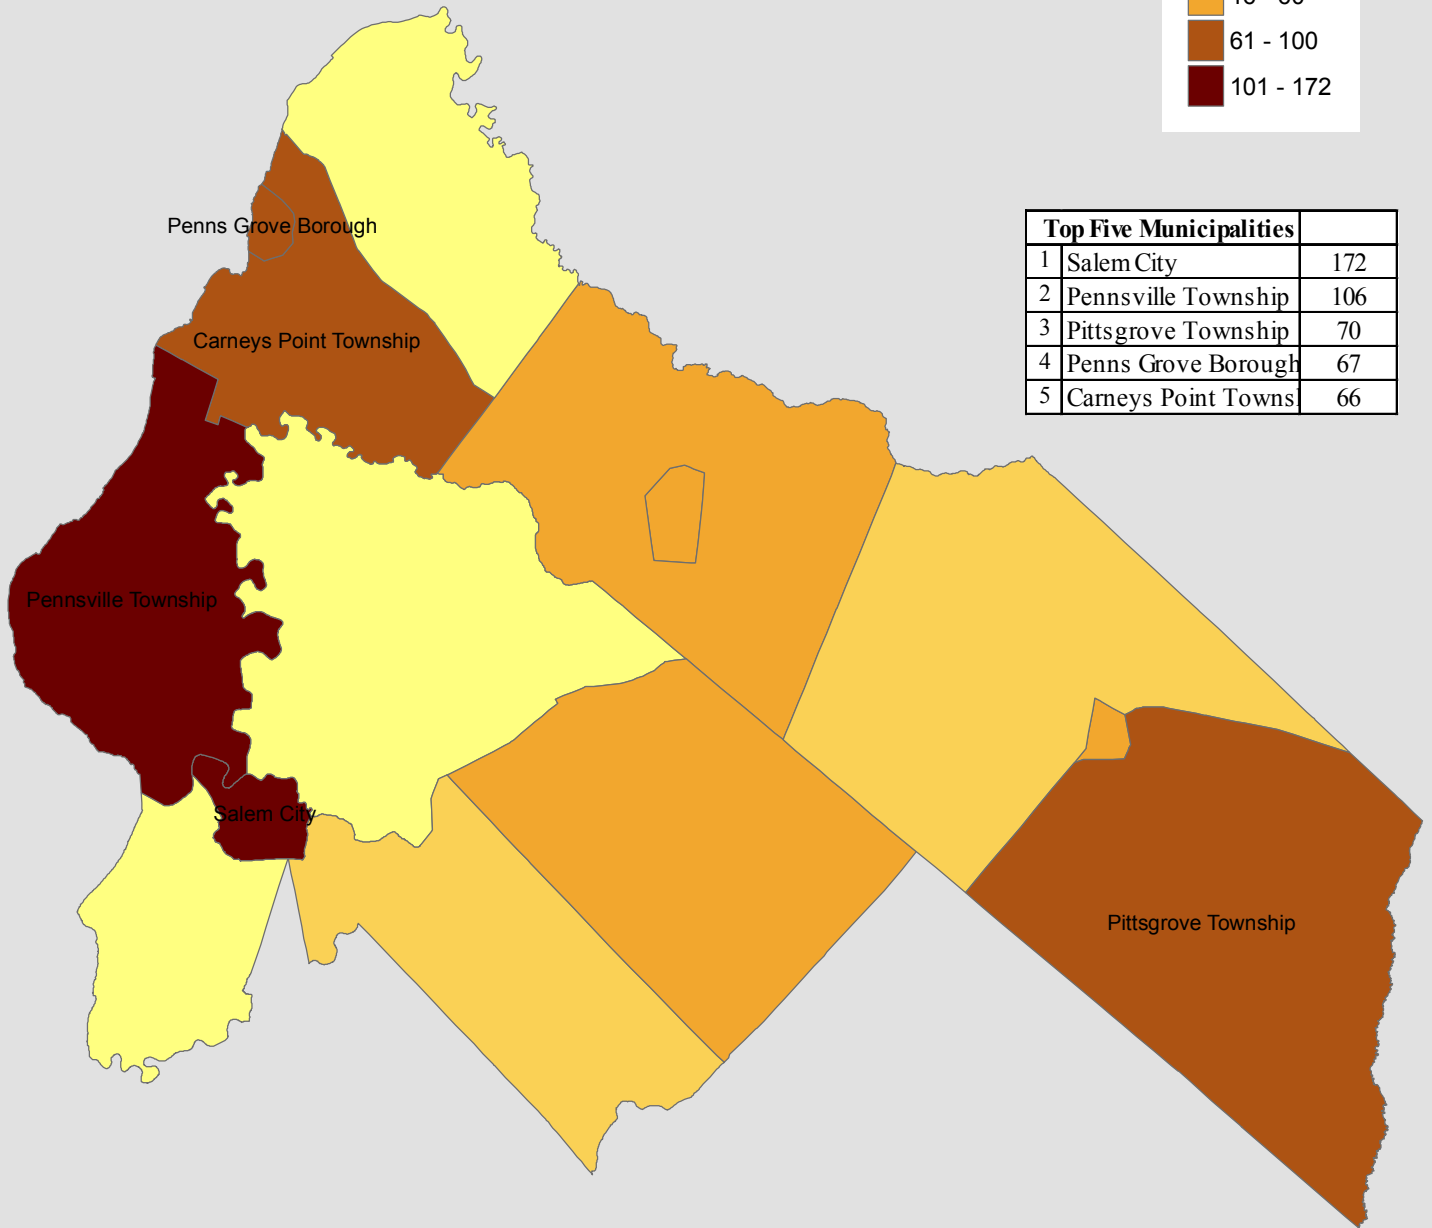 61 - 100
101 - 172
Top Five Municipalities
1 Salem City 172
2 Pennsville Township 106
3 Pittsgrove Township 70
4 Penns Grove Borough 67
5 Carneys Point Towns 66
Penns Grove Borough
Carneys Point Township
Pennsville Township
Salem City
Pittsgrove Township